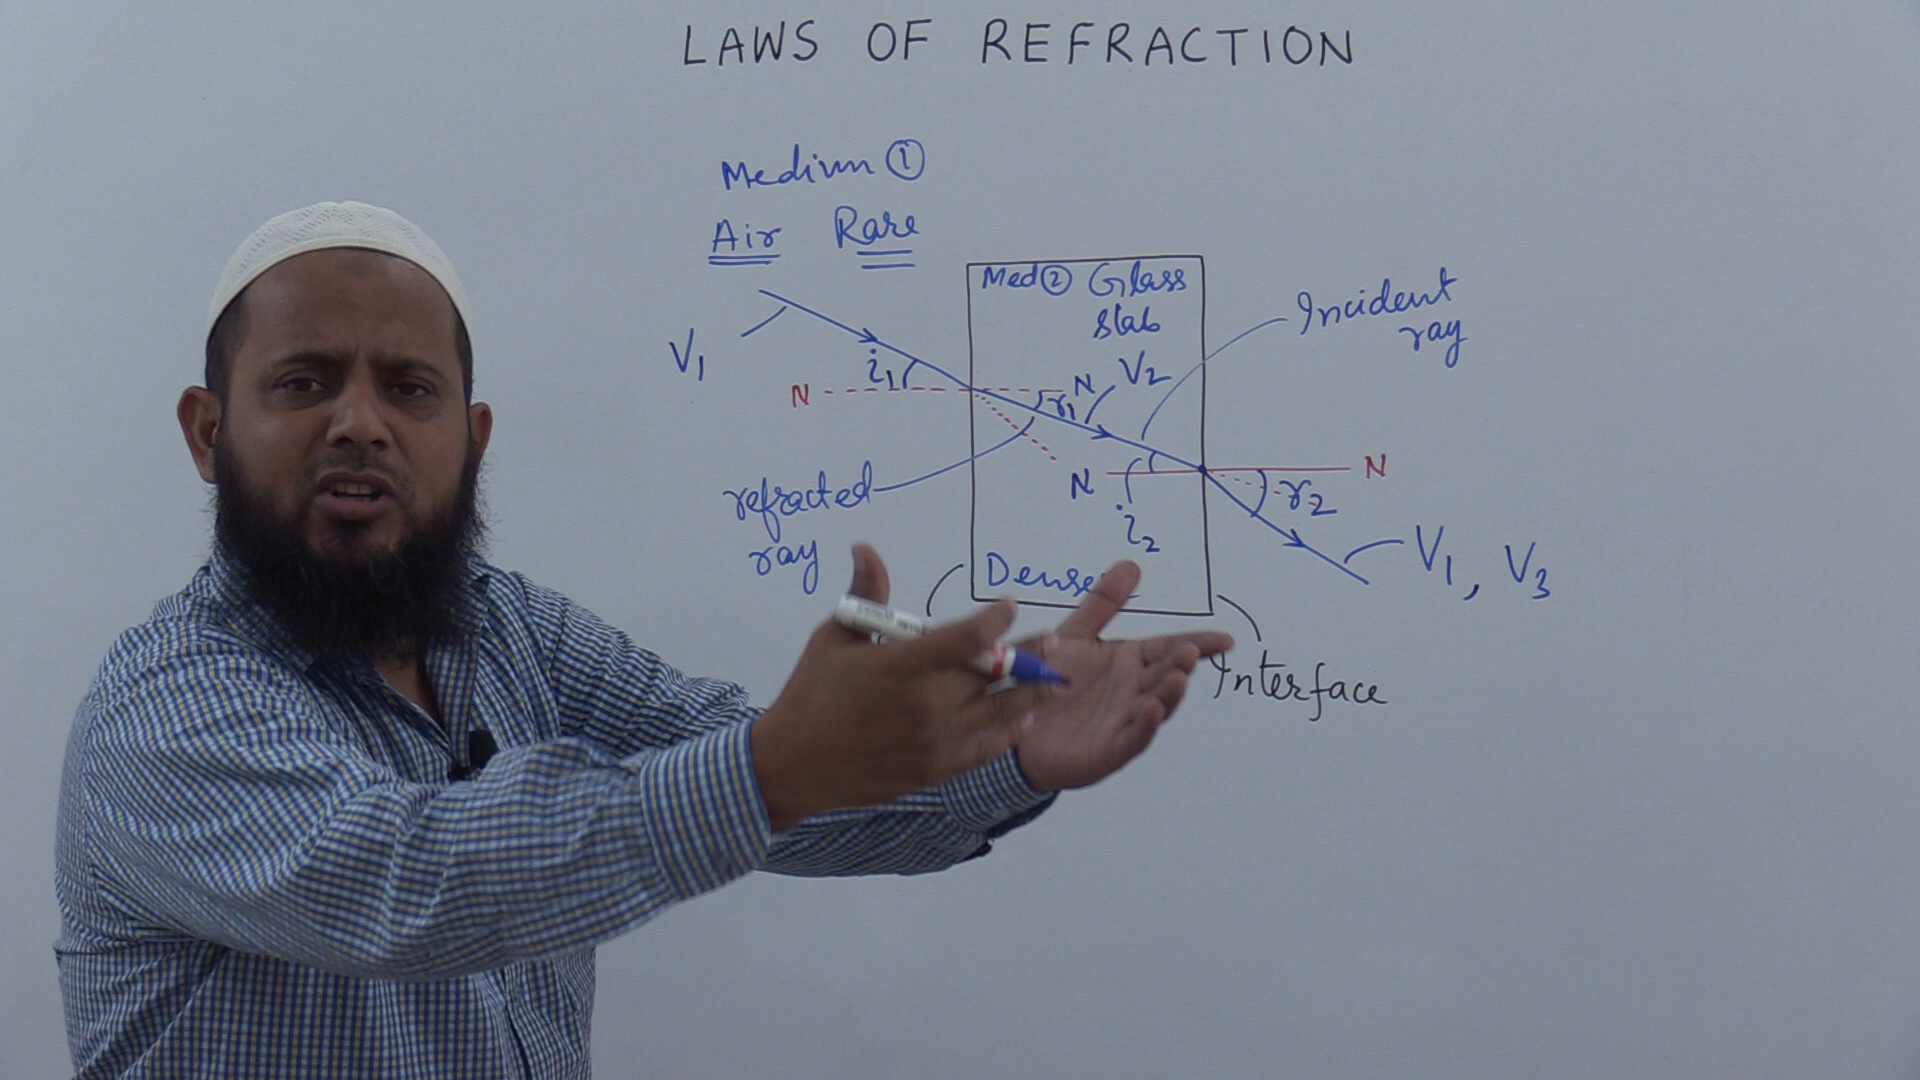 LAWS OF REFRACTION
Medium ①
Air Rare
Med② Glass
slab
Incident
ray
V₁
i₁
N
N
V₂
r₁
refracted
ray
N
i₂
N
r₂
V₁, V₃
Dense
Interface